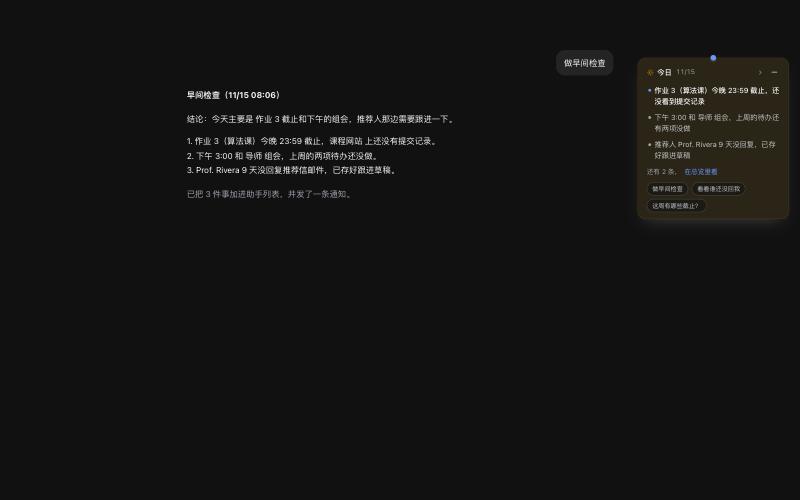 做早间检查
早间检查（11/15 08:06）
结论：今天主要是 作业 3 截止和下午的组会，推荐人那边需要跟进一下。
1. 作业 3（算法课）今晚 23:59 截止，课程网站 上还没有提交记录。
2. 下午 3:00 和 导师 组会，上周的两项待办还没做。
3. Prof. Rivera 9 天没回复推荐信邮件，已存好跟进草稿。
已把 3 件事加进助手列表，并发了一条通知。
今日 11/15
作业 3（算法课）今晚 23:59 截止，还
没看到提交记录
下午 3:00 和 导师 组会，上周的待办还
有两项没做
推荐人 Prof. Rivera 9 天没回复，已存
好跟进草稿
还有 2 条， 在总览里看
做早间检查 看看谁还没回我
这周有哪些截止？